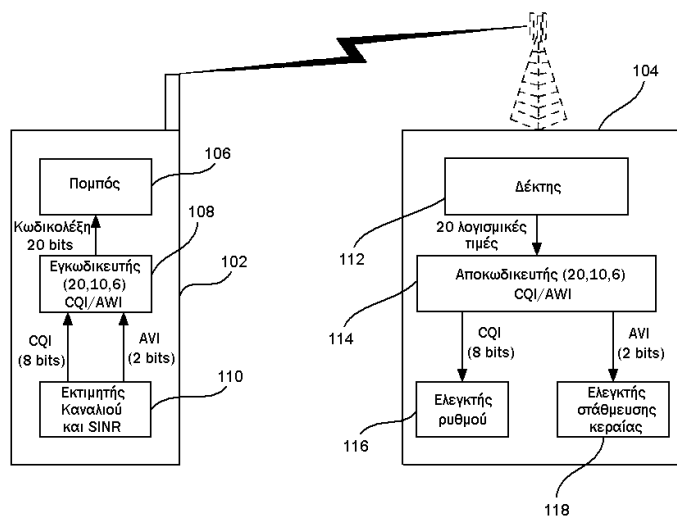 104
106
Πομπός
Δέκτης
Κωδικολέξη
20 bits
108
112
20 λογισμικές
τιμές
Εγκωδικευτής
(20,10,6)
CQI/AWI
102
Αποκωδικευτής (20,10,6)
CQI/AWI
114
CQI
(8 bits)
AVI
(2 bits)
CQI
(8 bits)
AVI
(2 bits)
110
Εκτιμητής
Καναλιού
και SINR
Ελεγκτής
ρυθμού
Ελεγκτής
στάθμευσης
κεραίας
116
118